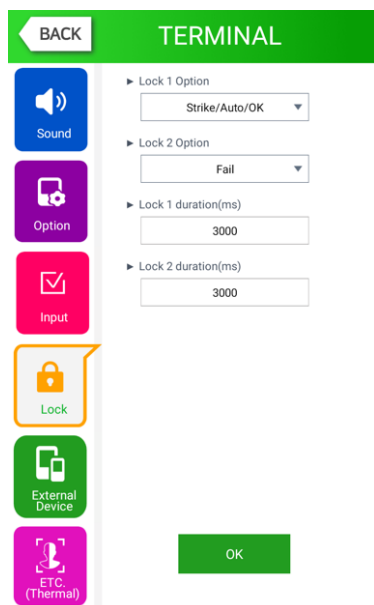 BACK
TERMINAL
Sound
Option
Input
Lock
External
Device
ETC.
(Thermal)
► Lock 1 Option
Strike/Auto/OK
► Lock 2 Option
Fail
► Lock 1 duration(ms)
3000
► Lock 2 duration(ms)
3000
OK